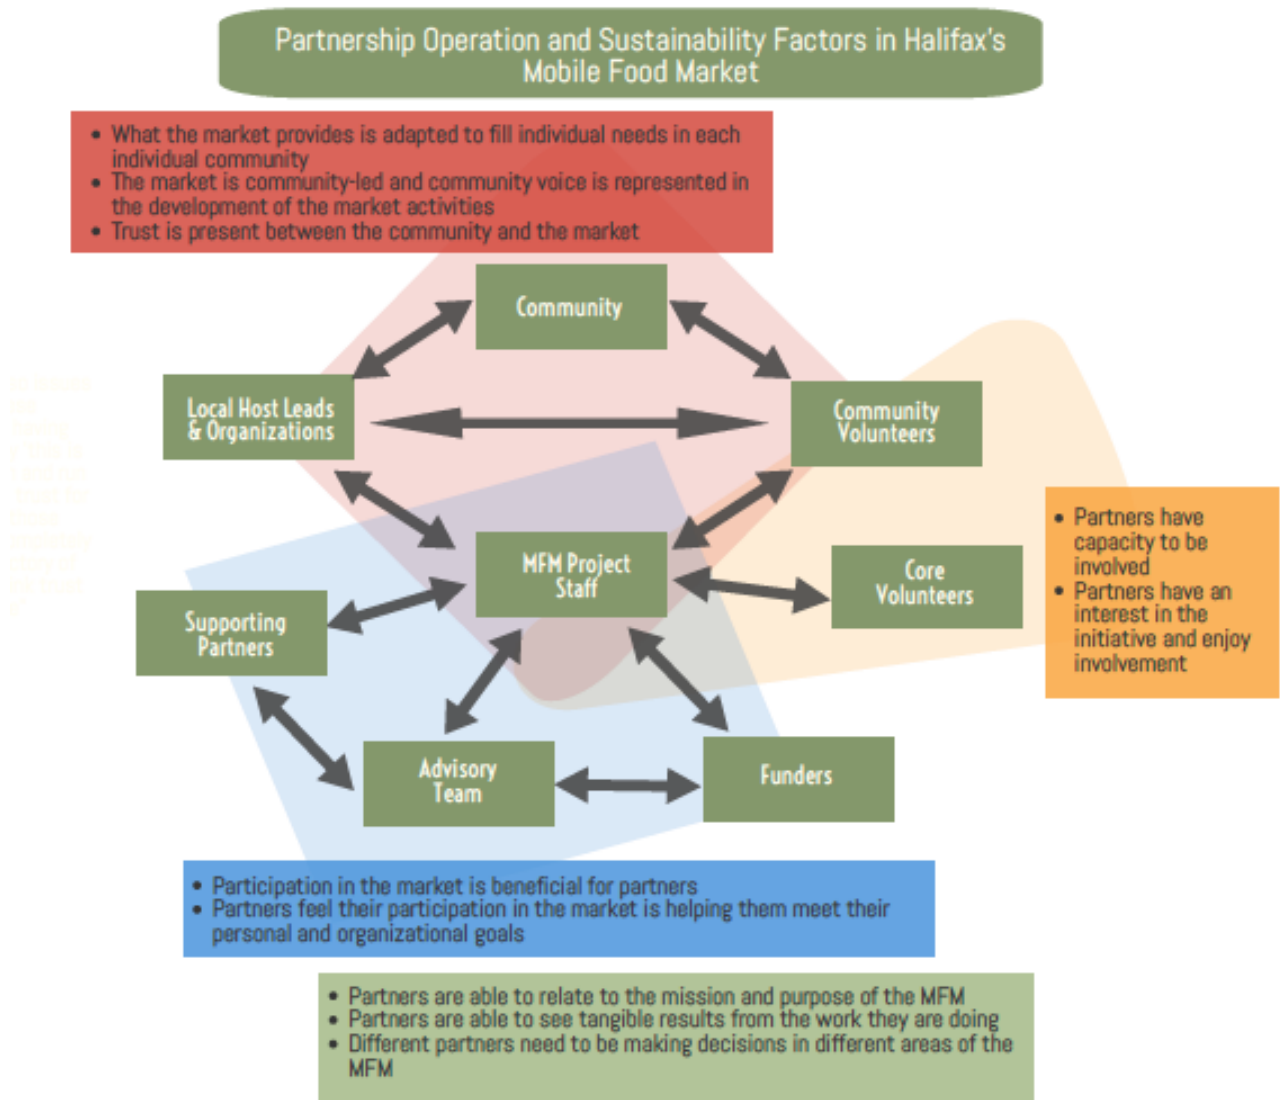 Partnership Operation and Sustainability Factors in Halifax's
Mobile Food Market
• What the market provides is adapted to fill individual needs in each
individual community
• The market is community-led and community voice is represented in
the development of the market activities
• Trust is present between the community and the market
Community
Local Host Leads
& Organizations
Community
Volunteers
MFM Project
Staff
Core
Volunteers
Supporting
Partners
Advisory
Team
Funders
• Partners have
capacity to be
involved
• Partners have an
interest in the
initiative and enjoy
involvement
• Participation in the market is beneficial for partners
• Partners feel their participation in the market is helping them meet their
personal and organizational goals
• Partners are able to relate to the mission and purpose of the MFM
• Partners are able to see tangible results from the work they are doing
• Different partners need to be making decisions in different areas of the
MFM